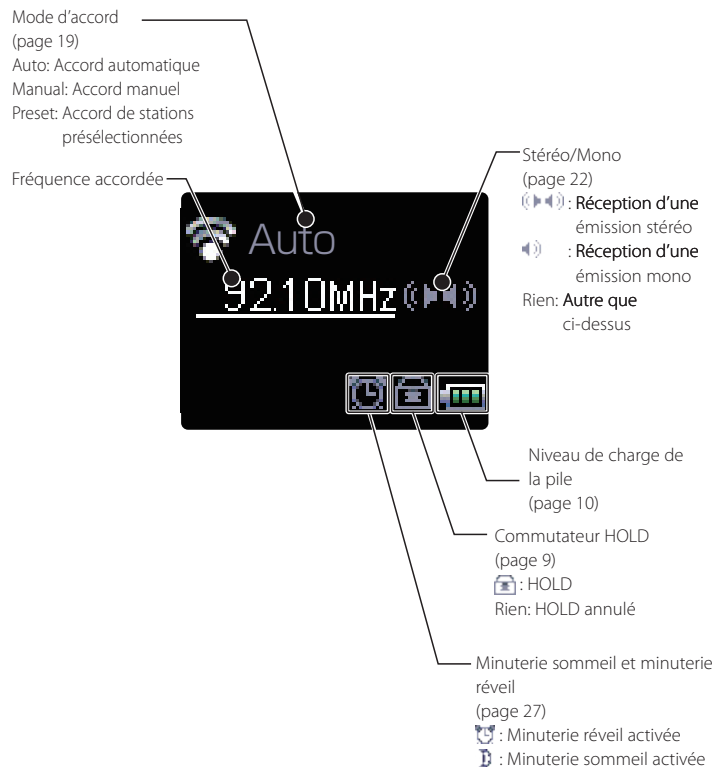 Mode d'accord
(page 19)
Auto: Accord automatique
Manual: Accord manuel
Preset: Accord de stations
présélectionnées
Fréquence accordée
Auto
92.10MHz
Stéréo/Mono
(page 22)
: Réception d'une
émission stéréo
: Réception d'une
émission mono
Rien: Autre que
ci-dessus
Niveau de charge de
la pile
(page 10)
Commutateur HOLD
(page 9)
: HOLD
Rien: HOLD annulé
Minuterie sommeil et minuterie
réveil
(page 27)
: Minuterie réveil activée
: Minuterie sommeil activée